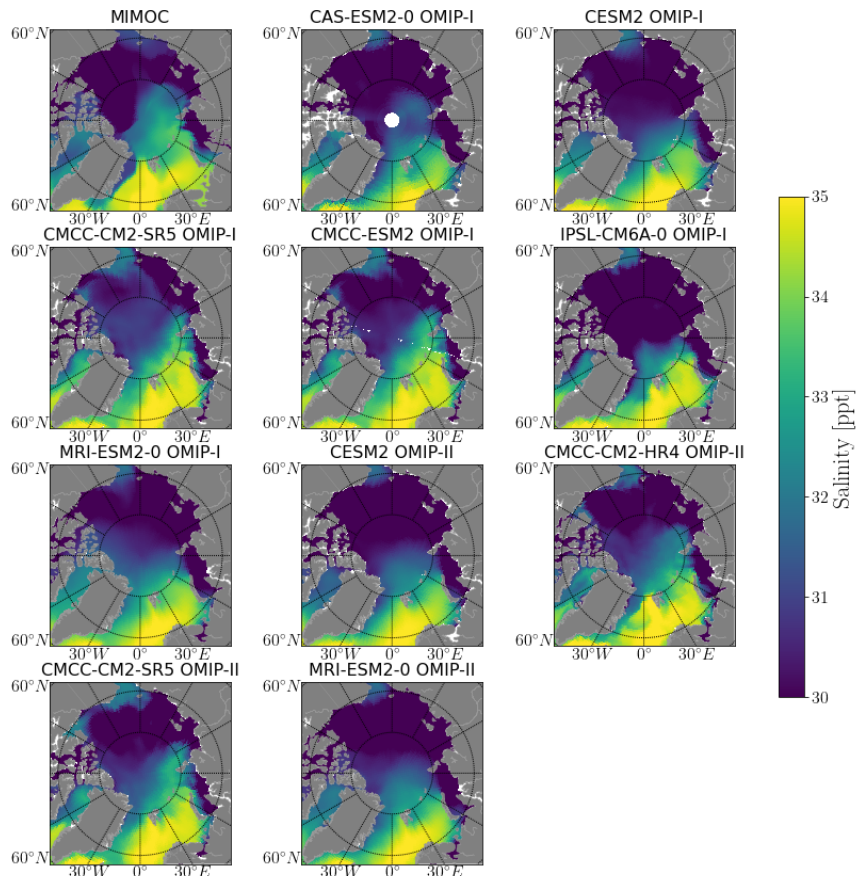 MIMOC
CAS-ESM2-0 OMIP-I
CESM2 OMIP-I
60°N
60°N
60°N
60°N
60°N
60°N
30°W 0° 30°E
30°W 0° 30°E
30°W 0° 30°E
CMCC-CM2-SR5 OMIP-I
CMCC-ESM2 OMIP-I
IPSL-CM6A-0 OMIP-I
60°N
60°N
60°N
60°N
60°N
60°N
30°W 0° 30°E
30°W 0° 30°E
30°W 0° 30°E
MRI-ESM2-0 OMIP-I
CESM2 OMIP-II
CMCC-CM2-HR4 OMIP-II
60°N
60°N
60°N
60°N
60°N
60°N
30°W 0° 30°E
30°W 0° 30°E
30°W 0° 30°E
CMCC-CM2-SR5 OMIP-II
MRI-ESM2-0 OMIP-II
60°N
60°N
60°N
60°N
30°W 0° 30°E
30°W 0° 30°E
35
34
33
32
31
30
Salinity [ppt]